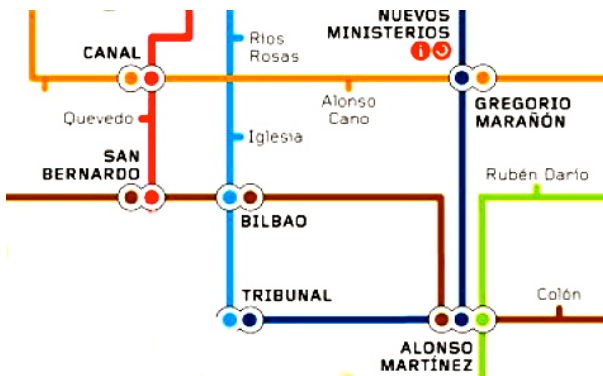 NUEVOS
MINISTERIOS
Ríos
Rosas
CANAL
Quevedo
Alonso
Cano
GREGORIO
MARAÑÓN
Iglesia
SAN
BERNARDO
Rubén Darío
BILBAO
TRIBUNAL
Colón
ALONSO
MARTÍNEZ